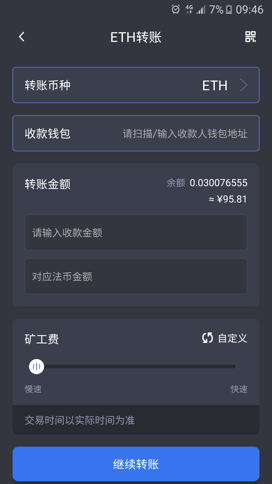 4G 7% 09:46
ETH转账
转账币种 ETH
收款钱包 请扫描/输入收款人钱包地址
转账金额 余额 0.030076555
≈ ¥95.81
请输入收款金额
对应法币金额
矿工费 自定义
慢速 快速
交易时间以实际时间为准
继续转账